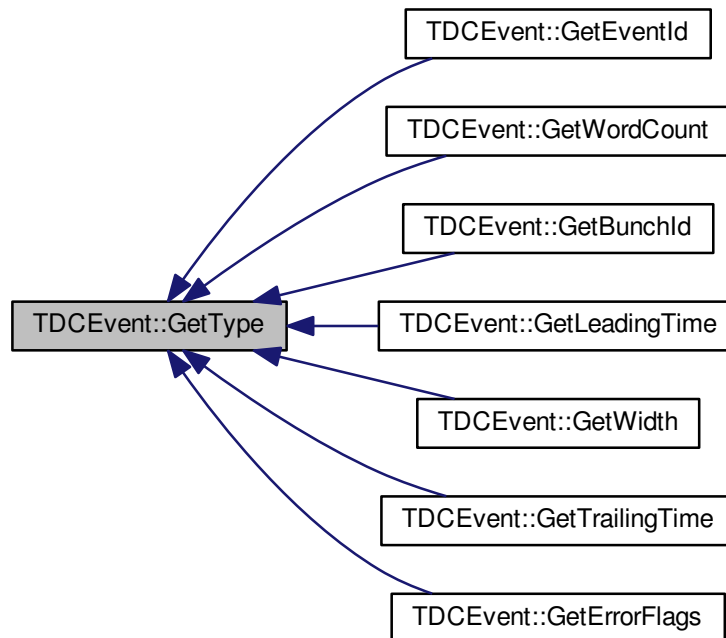 TDCEvent::GetEventId
TDCEvent::GetWordCount
TDCEvent::GetBunchId
TDCEvent::GetType
TDCEvent::GetLeadingTime
TDCEvent::GetWidth
TDCEvent::GetTrailingTime
TDCEvent::GetErrorFlags